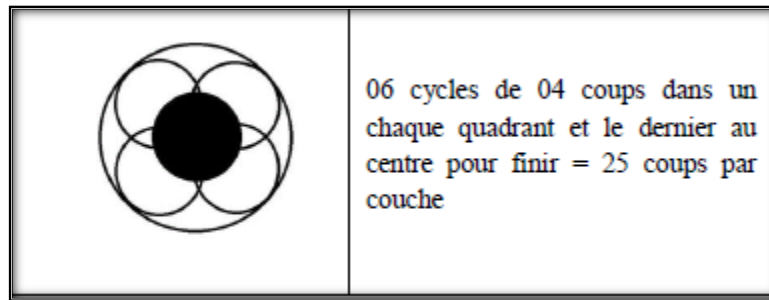 06 cycles de 04 coups dans un
chaque quadrant et le dernier au
centre pour finir = 25 coups par
couche